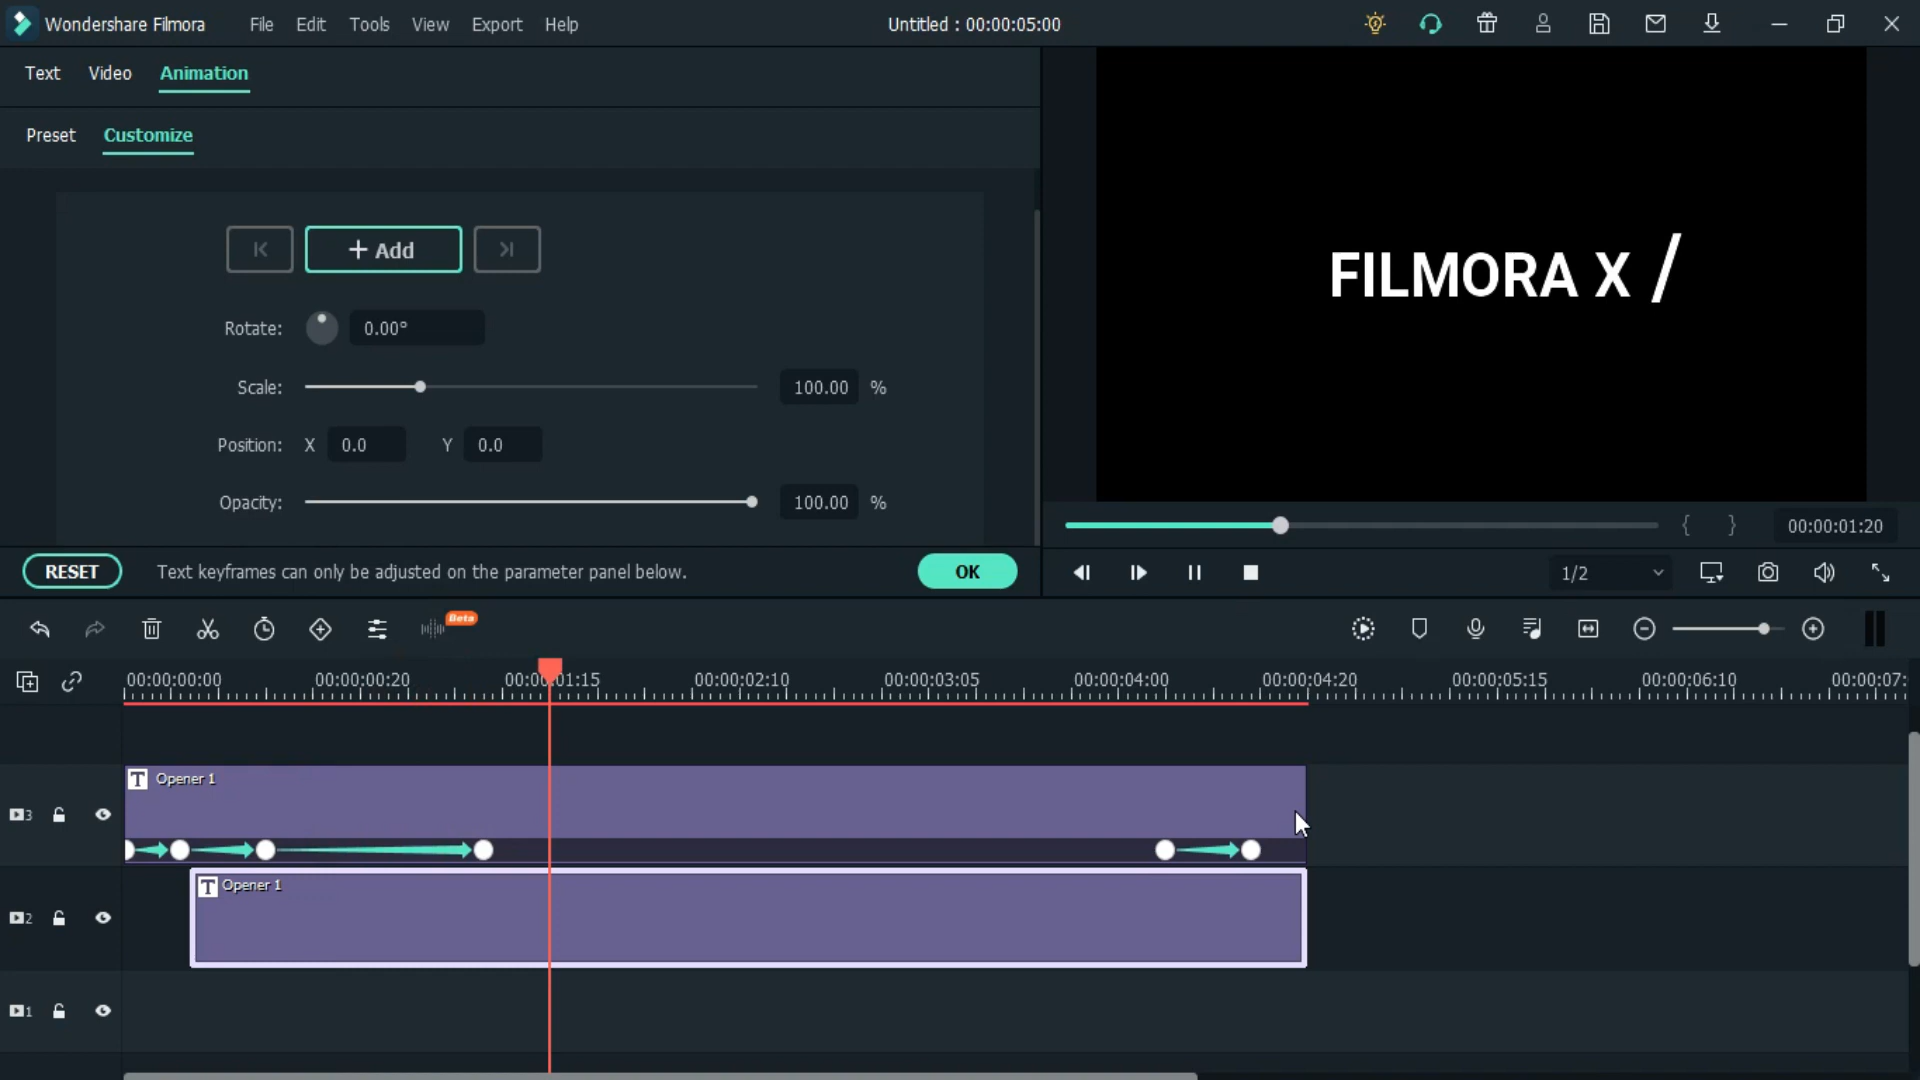 Wondershare Filmora File Edit Tools View Export Help Untitled : 00:00:05:00
Text Video Animation
Preset Customize
+ Add
Rotate: 0.00°
Scale: 100.00 %
Position: X 0.0 Y 0.0
Opacity: 100.00 %
RESET Text keyframes can only be adjusted on the parameter panel below. OK
FILMORA X /
{ } 00:00:01:20
1/2
Beta
00:00:00:00 00:00:00:20 00:00:01:15 00:00:02:10 00:00:03:05 00:00:04:00 00:00:04:20 00:00:05:15 00:00:06:10 00:00:07:
3 T Opener 1
2 T Opener 1
1